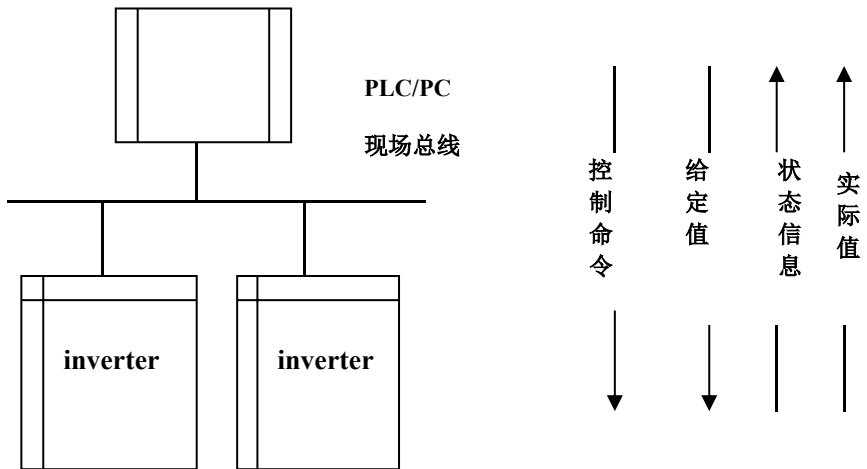 PLC/PC
现场总线
控制命令
给定值
状态信息
实际值
inverter
inverter